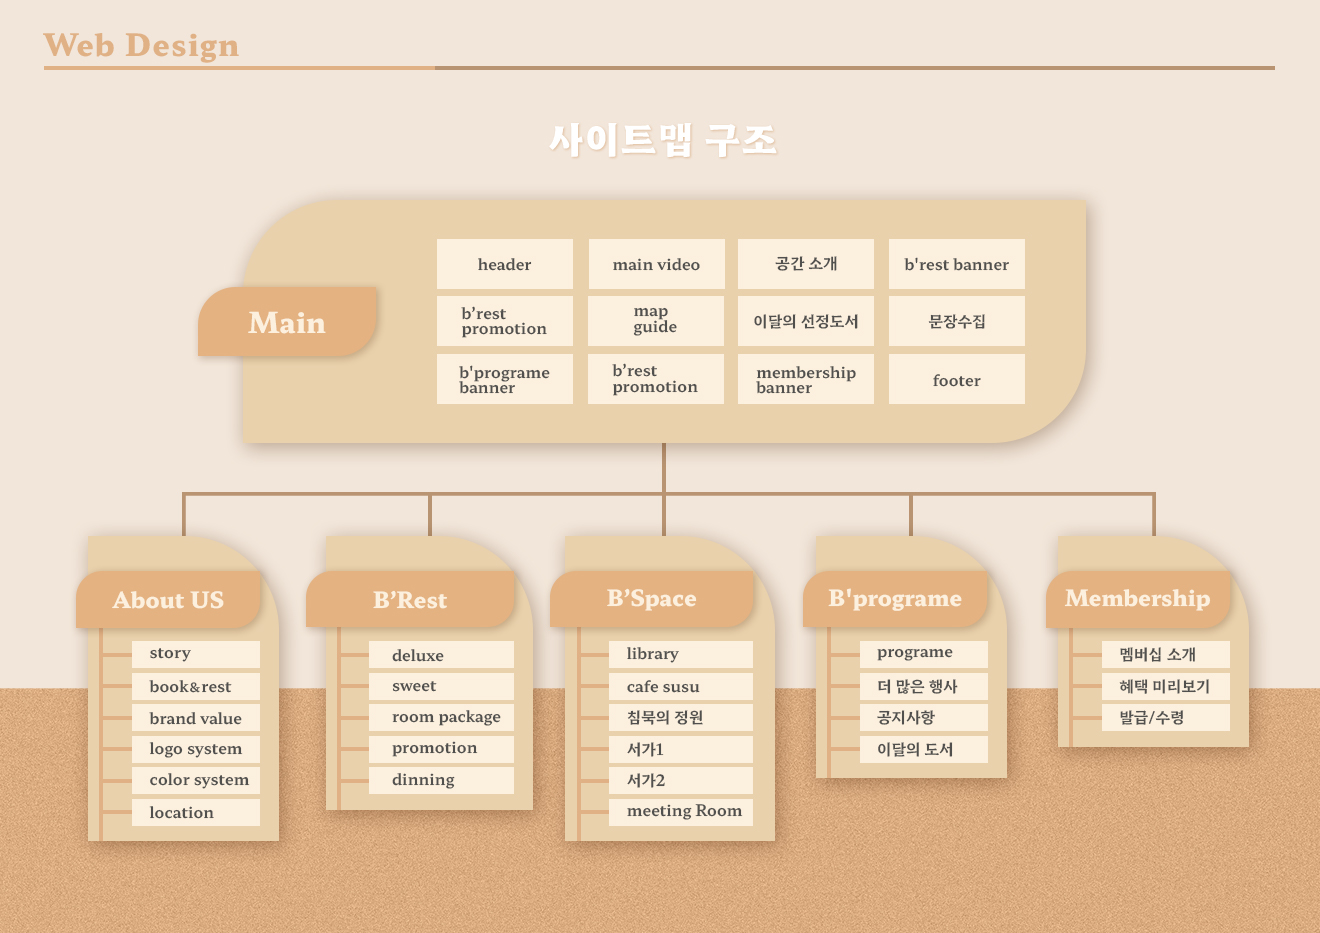 Web Design
사이트맵 구조
Main
header
main video
공간 소개
b'rest banner
b’rest
promotion
map
guide
이달의 선정도서
문장수집
b'programe
banner
b’rest
promotion
membership
banner
footer
About US
story
book&rest
brand value
logo system
color system
location
B’Rest
deluxe
sweet
room package
promotion
dinning
B’Space
library
cafe susu
침묵의 정원
서가1
서가2
meeting Room
B'programe
programe
더 많은 행사
공지사항
이달의 도서
Membership
멤버십 소개
혜택 미리보기
발급/수령